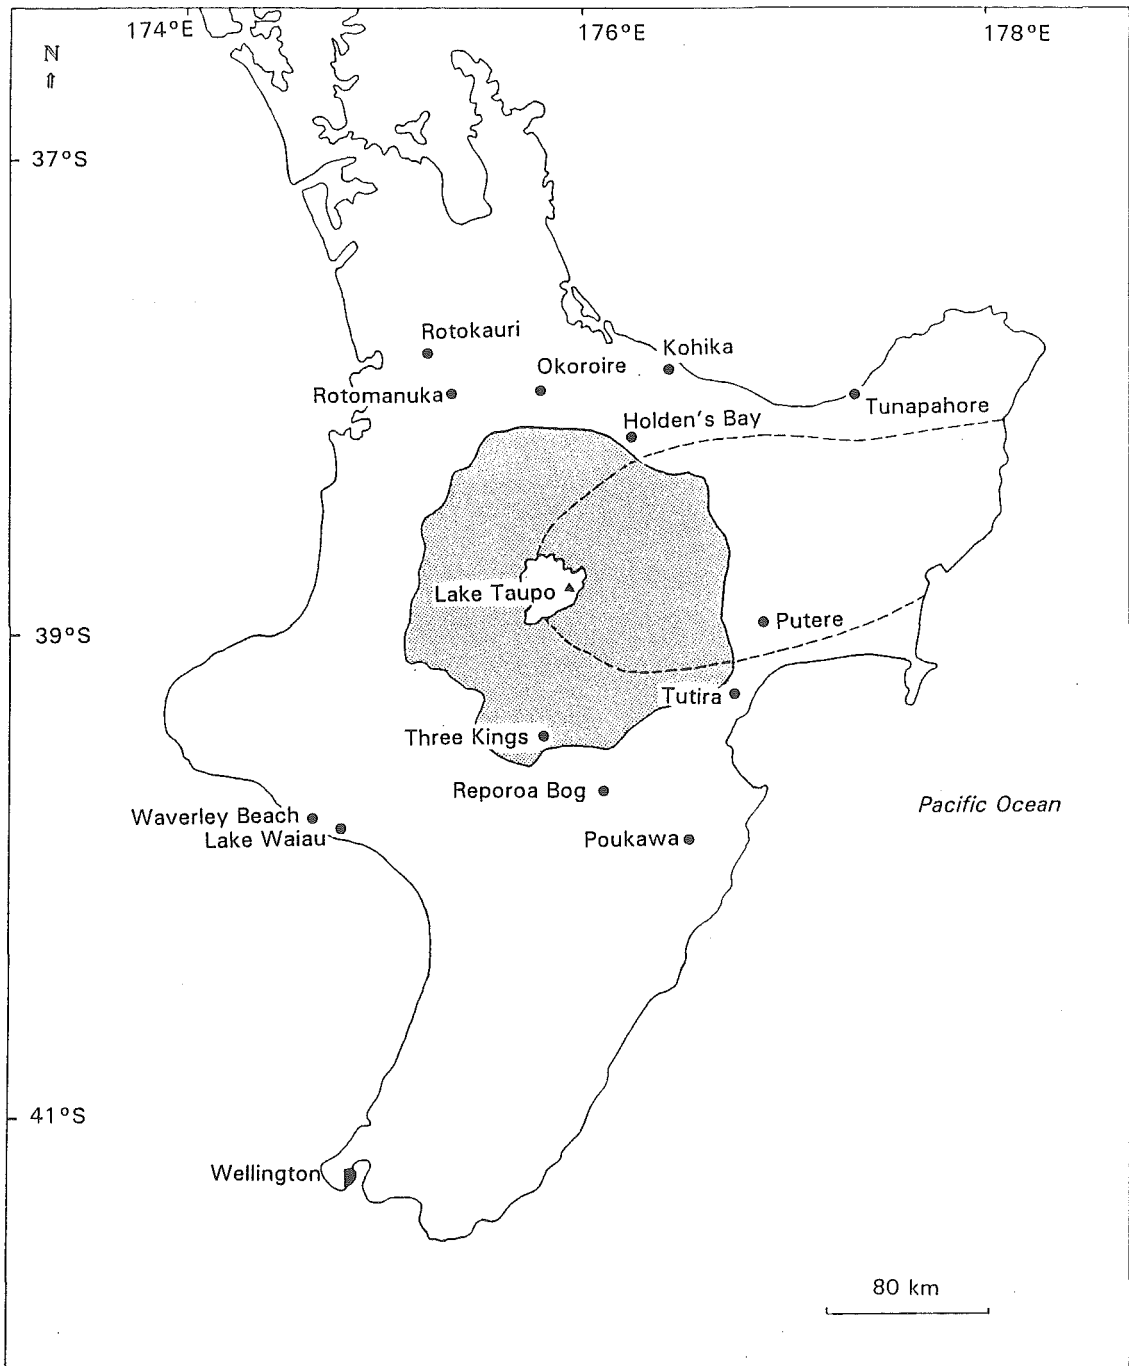 174°E
176°E
178°E
N
37°S
Rotokauri
Kohika
Okoroire
Rotomanuka
Tunapahore
Holden's Bay
Lake Taupo
Putere
39°S
Tutira
Three Kings
Reporoa Bog
Pacific Ocean
Waverley Beach
Lake Waiau
Poukawa
41°S
Wellington
80 km